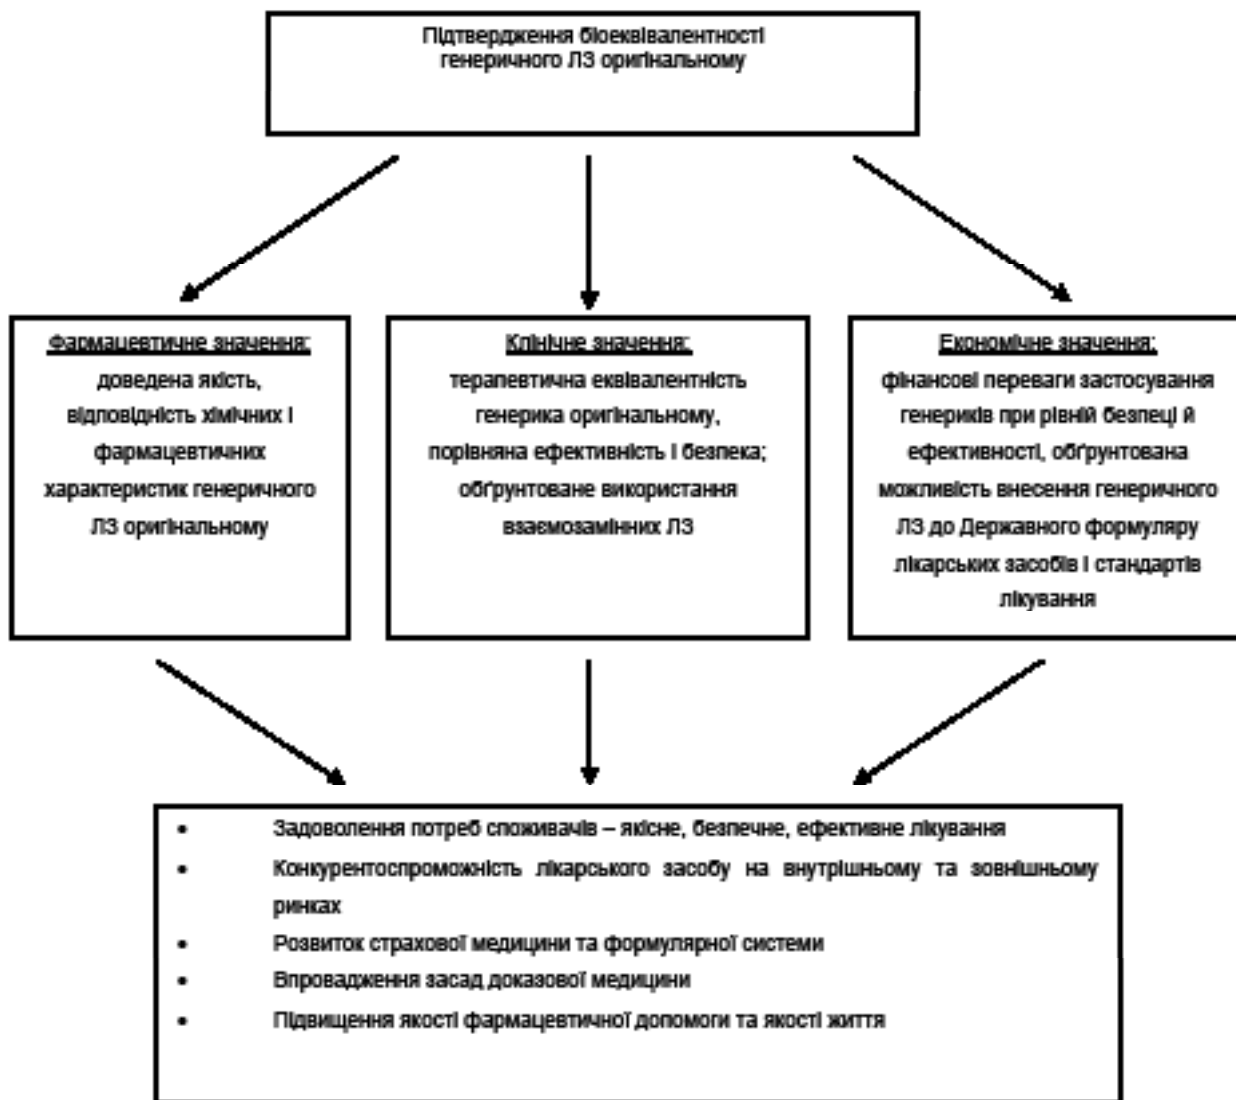 Підтвердження біоеквівалентності
генеричного ЛЗ оригінальному
Фармацевтичне значення:
доведена якість,
відповідність хімічних і
фармацевтичних
характеристик генеричного
ЛЗ оригінальному
Клінічне значення:
терапевтична еквівалентність
генерика оригінальному,
порівняна ефективність і безпека;
обґрунтоване використання
взаємозамінних ЛЗ
Економічне значення:
фінансові переваги застосування
генериків при рівній безпеці й
ефективності, обґрунтована
можливість внесення генеричного
ЛЗ до Державного формуляру
лікарських засобів і стандартів
лікування
• Задоволення потреб споживачів – якісне, безпечне, ефективне лікування
• Конкурентоспроможність лікарського засобу на внутрішньому та зовнішньому
ринках
• Розвиток страхової медицини та формулярної системи
• Впровадження засад доказової медицини
• Підвищення якості фармацевтичної допомоги та якості життя